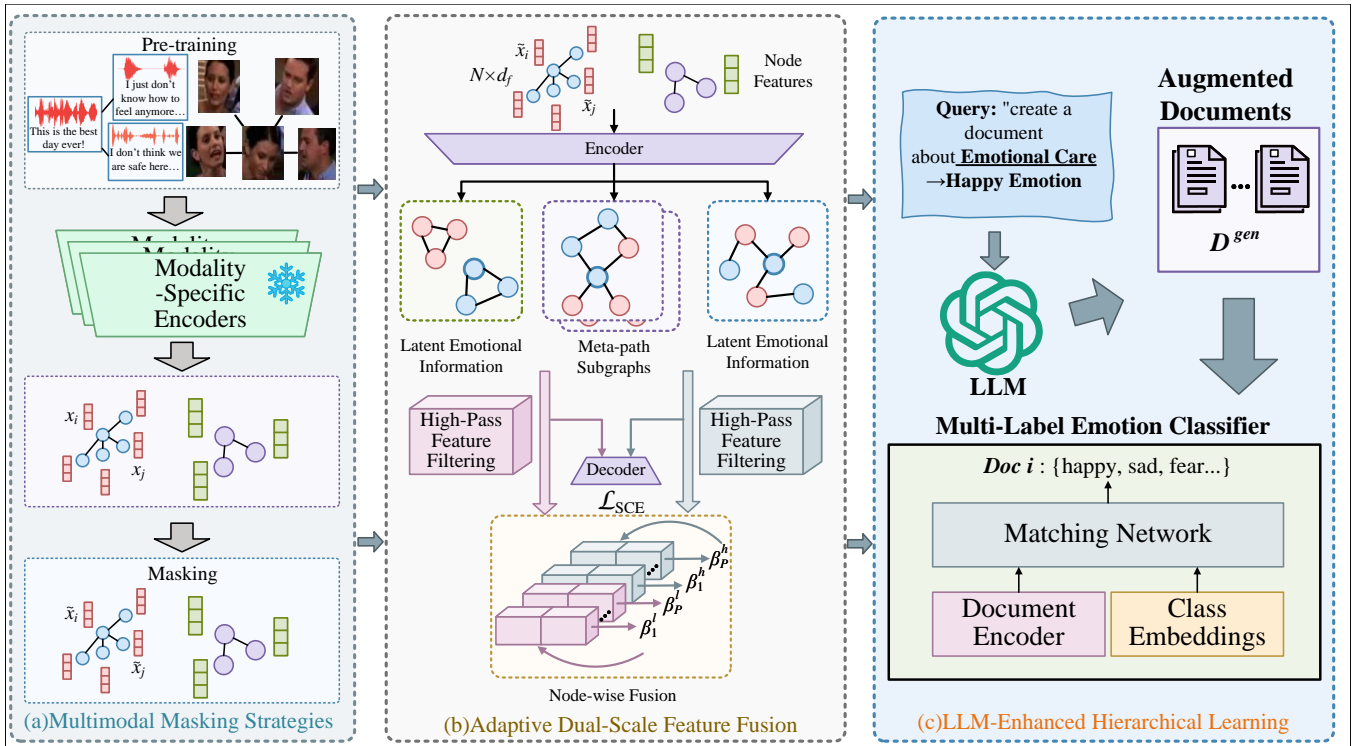 Pre-training
I just don't
know how to
feel anymore…
This is the best
day ever!
I don't think we
are safe here…
Modality
-Specific
Encoders
x_i
x_j
Masking
x̃_i
x̃_j
(a)Multimodal Masking Strategies
x̃_i
N×d_f
x̃_j
Node
Features
Encoder
Latent Emotional
Information
Meta-path
Subgraphs
Latent Emotional
Information
High-Pass
Feature
Filtering
High-Pass
Feature
Filtering
Decoder
ℒ_SCE
β_P^h
β_1^h
β_P^l
β_1^l
Node-wise Fusion
(b)Adaptive Dual-Scale Feature Fusion
Query: "create a
document
about Emotional Care
→Happy Emotion
Augmented
Documents
...
D^gen
LLM
Multi-Label Emotion Classifier
Doc i : {happy, sad, fear...}
Matching Network
Document
Encoder
Class
Embeddings
(c)LLM-Enhanced Hierarchical Learning